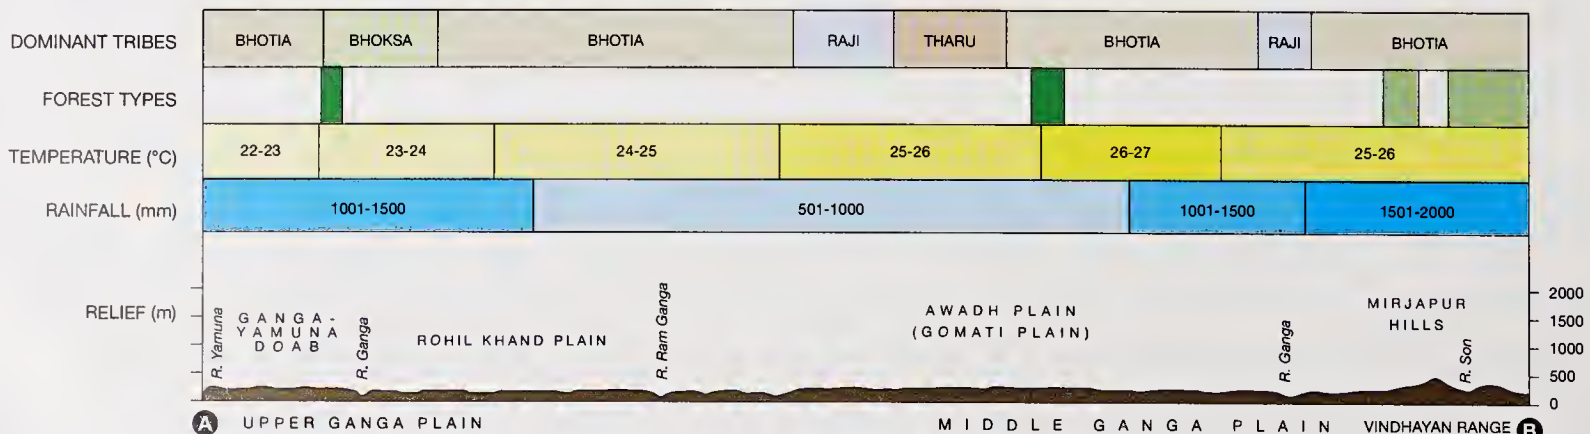 DOMINANT TRIBES BHOTIA BHOKSA BHOTIA RAJI THARU BHOTIA RAJI BHOTIA
FOREST TYPES
TEMPERATURE (°C) 22-23 23-24 24-25 25-26 26-27 25-26
RAINFALL (mm) 1001-1500 501-1000 1001-1500 1501-2000
RELIEF (m)
R. Yamuna
GANGA-
YAMUNA
DOAB
R. Ganga
ROHIL KHAND PLAIN
R. Ram Ganga
AWADH PLAIN
(GOMATI PLAIN)
R. Ganga
MIRJAPUR
HILLS
R. Son
2000
1500
1000
500
0
A UPPER GANGA PLAIN MIDDLE GANGA PLAIN VINDHAYAN RANGE B